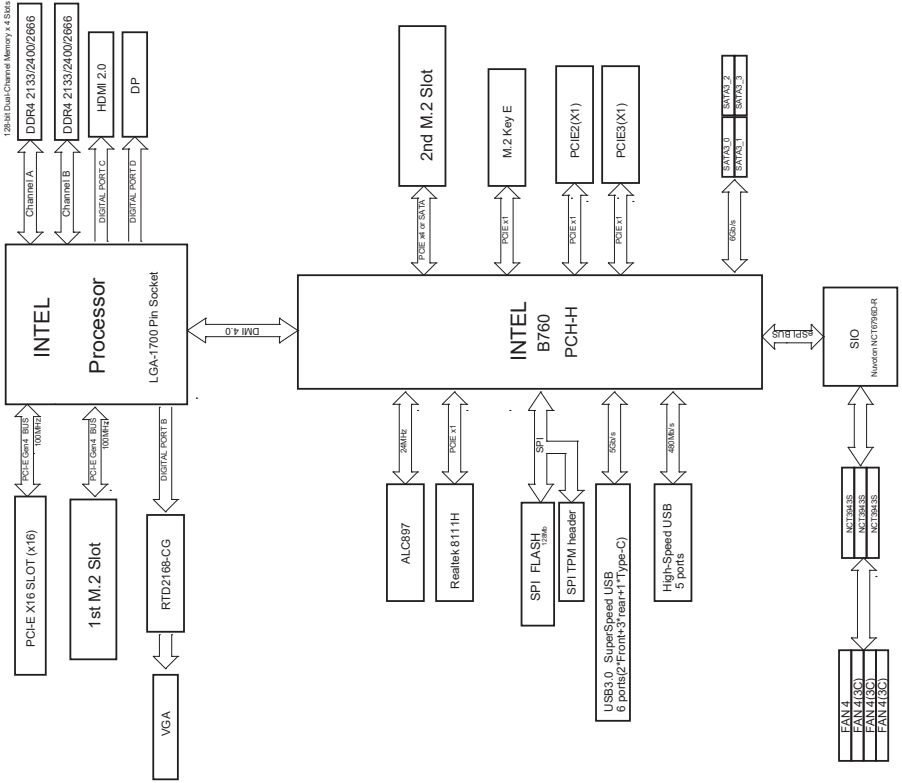 128-bit Dual-Channel Memory x 4 Slots
DDR4 2133/2400/2666
DDR4 2133/2400/2666
HDMI 2.0
DP
Channel A
Channel B
DIGITAL PORT C
DIGITAL PORT D
INTEL
Processor
LGA-1700 Pin Socket
PCI-E Gen4 BUS
100MHz
PCI-E Gen4 BUS
100MHz
DIGITAL PORT B
PCI-E X16 SLOT (x16)
1st M.2 Slot
RTD2168-CG
VGA
DMI 4.0
2nd M.2 Slot
M.2 Key E
PCIE2(X1)
PCIE3(X1)
SATA3_2
SATA3_3
SATA3_0
SATA3_1
PCIE x4 or SATA
PCIE x1
PCIE x1
PCIE x1
6Gb/s
INTEL
B760
PCH-H
24MHz
PCIE x1
SPI
5Gb/s
480Mb/s
ALC897
Realtek 8111H
SPI FLASH
128Mb
SPI TPM header
USB3.0 SuperSpeed USB
6 ports(2*Front+3*rear+1*Type-C)
High-Speed USB
5 ports
eSPI BUS
SIO
Nuvoton NCT6796D-R
NCT3943S
NCT3943S
NCT3943S
FAN 4
FAN 4(3C)
FAN 4(3C)
FAN 4(3C)